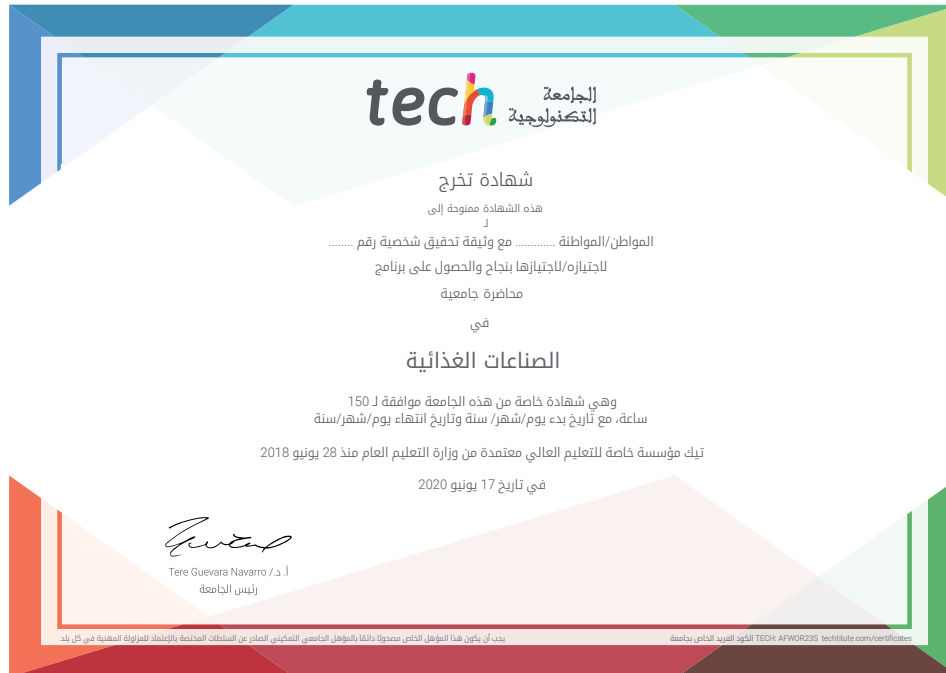 tech الجامعة
التكنولوجية
شهادة تخرج
هذه الشهادة ممنوحة إلى
لـ
المواطن/المواطنة ............ مع وثيقة تحقيق شخصية رقم ........
لاجتيازه/لاجتيازها بنجاح والحصول على برنامج
محاضرة جامعية
في
الصناعات الغذائية
وهي شهادة خاصة من هذه الجامعة موافقة لـ 150
ساعة، مع تاريخ بدء يوم/شهر/ سنة وتاريخ انتهاء يوم/شهر/سنة
تيك مؤسسة خاصة للتعليم العالي معتمدة من وزارة التعليم العام منذ 28 يونيو 2018
في تاريخ 17 يونيو 2020
أ. د./ Tere Guevara Navarro
رئيس الجامعة
يجب أن يكون هذا المؤهل الخاص مصحوبًا دائمًا بالمؤهل الجامعي التمكيني الصادر عن السلطات المختصة بالإعتماد للمزاولة المهنية في كل بلد.
الكود الفريد الخاص بجامعة TECH: AFWOR23S techtitute.com/certificates